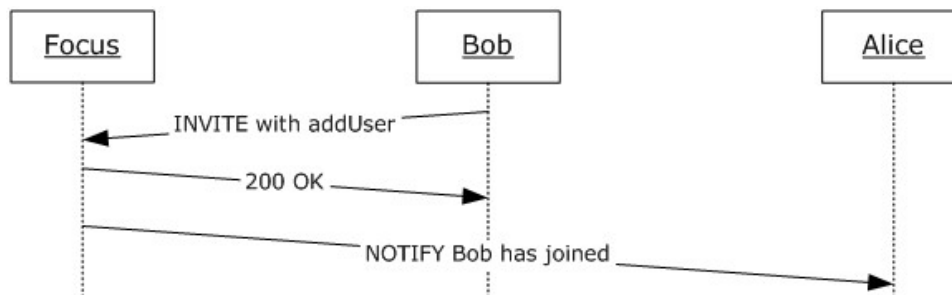 Focus
Bob
Alice
INVITE with addUser
200 OK
NOTIFY Bob has joined